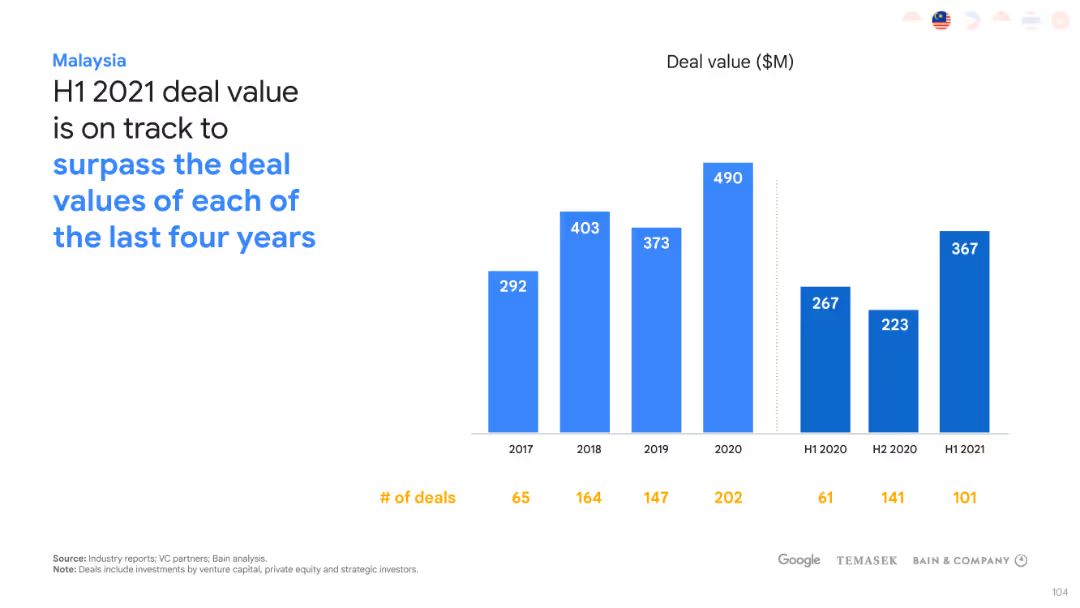 Malaysia
H1 2021 deal value
is on track to
surpass the deal
values of each of
the last four years
Deal value ($M)
292
403
373
490
267
223
367
2017
2018
2019
2020
H1 2020
H2 2020
H1 2021
# of deals
65
164
147
202
61
141
101
Source: Industry reports; VC partners; Bain analysis.
Note: Deals include investments by venture capital, private equity and strategic investors.
Google
TEMASEK
BAIN & COMPANY
104